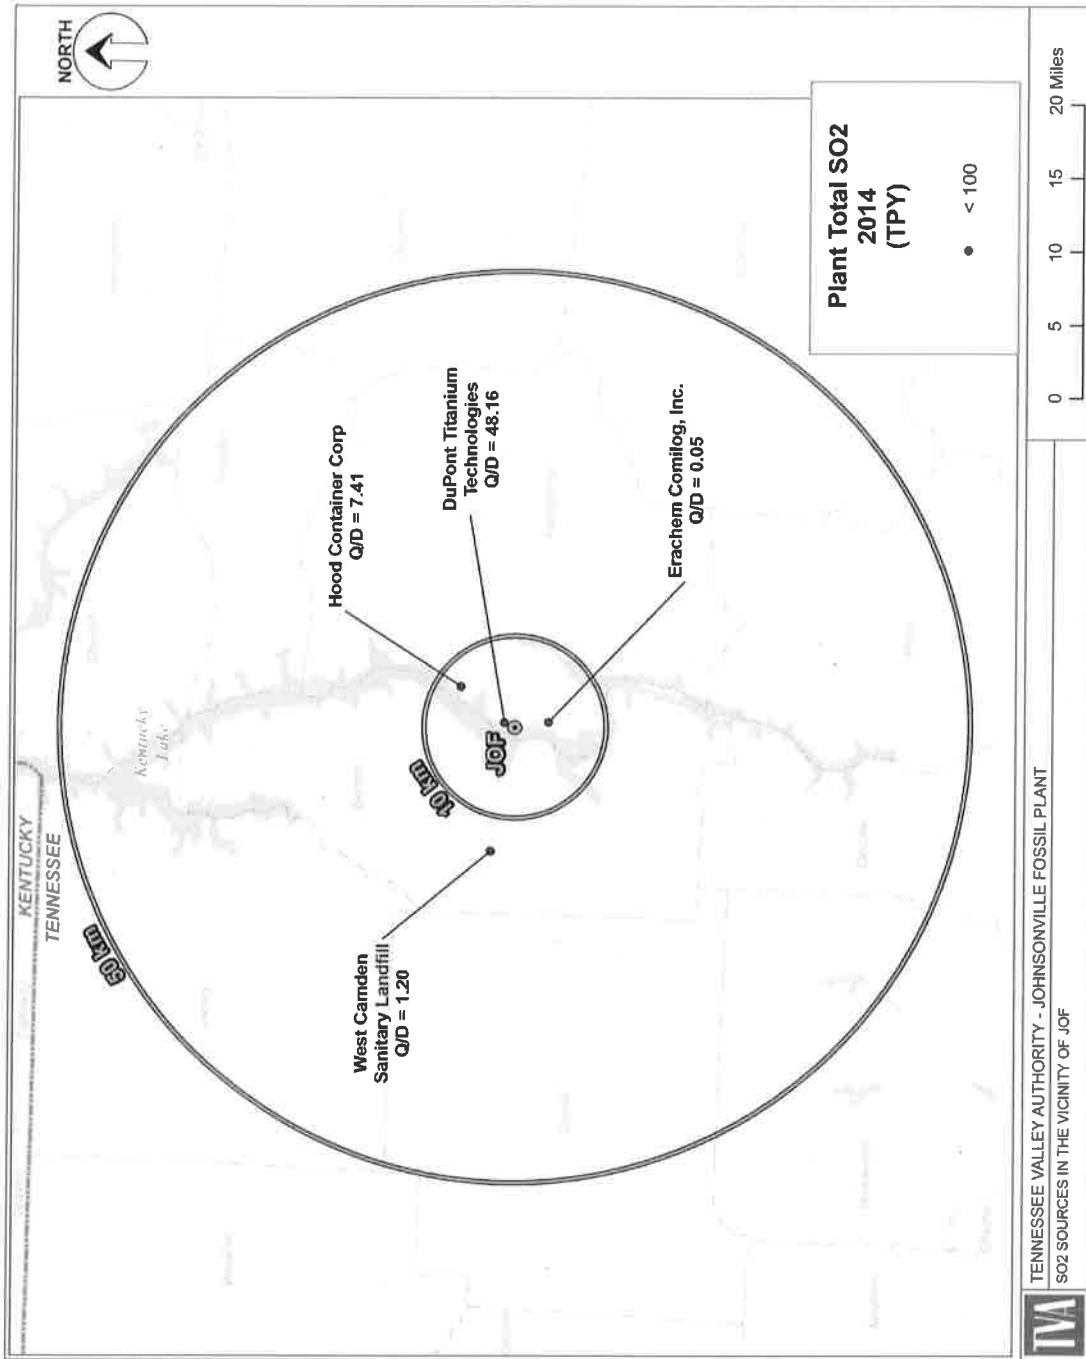 NORTH
KENTUCKY
TENNESSEE
50 km
Kentucky
Lake
Hood Container Corp
Q/D = 7.41
DuPont Titanium
Technologies
Q/D = 48.16
10 km
JOF
West Camden
Sanitary Landfill
Q/D = 1.20
Erachem Comilog, Inc.
Q/D = 0.05
Plant Total SO2
2014
(TPY)
< 100
TVA
TENNESSEE VALLEY AUTHORITY - JOHNSONVILLE FOSSIL PLANT
SO2 SOURCES IN THE VICINITY OF JOF
0 5 10 15 20 Miles